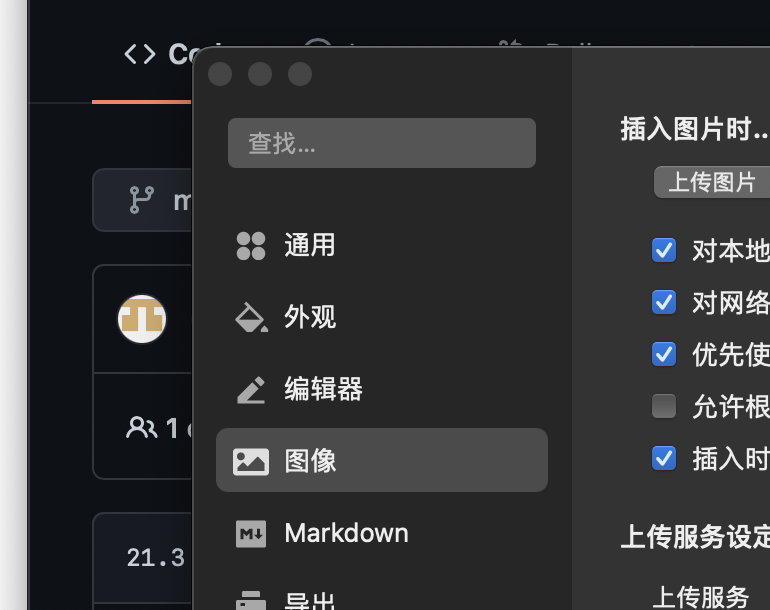 Co
查找...
插入图片时...
上传图片
m
通用
对本地
外观
对网络
优先使
编辑器
允许根
1
图像
插入时
Markdown
上传服务设定
21.3
导出
上传服务